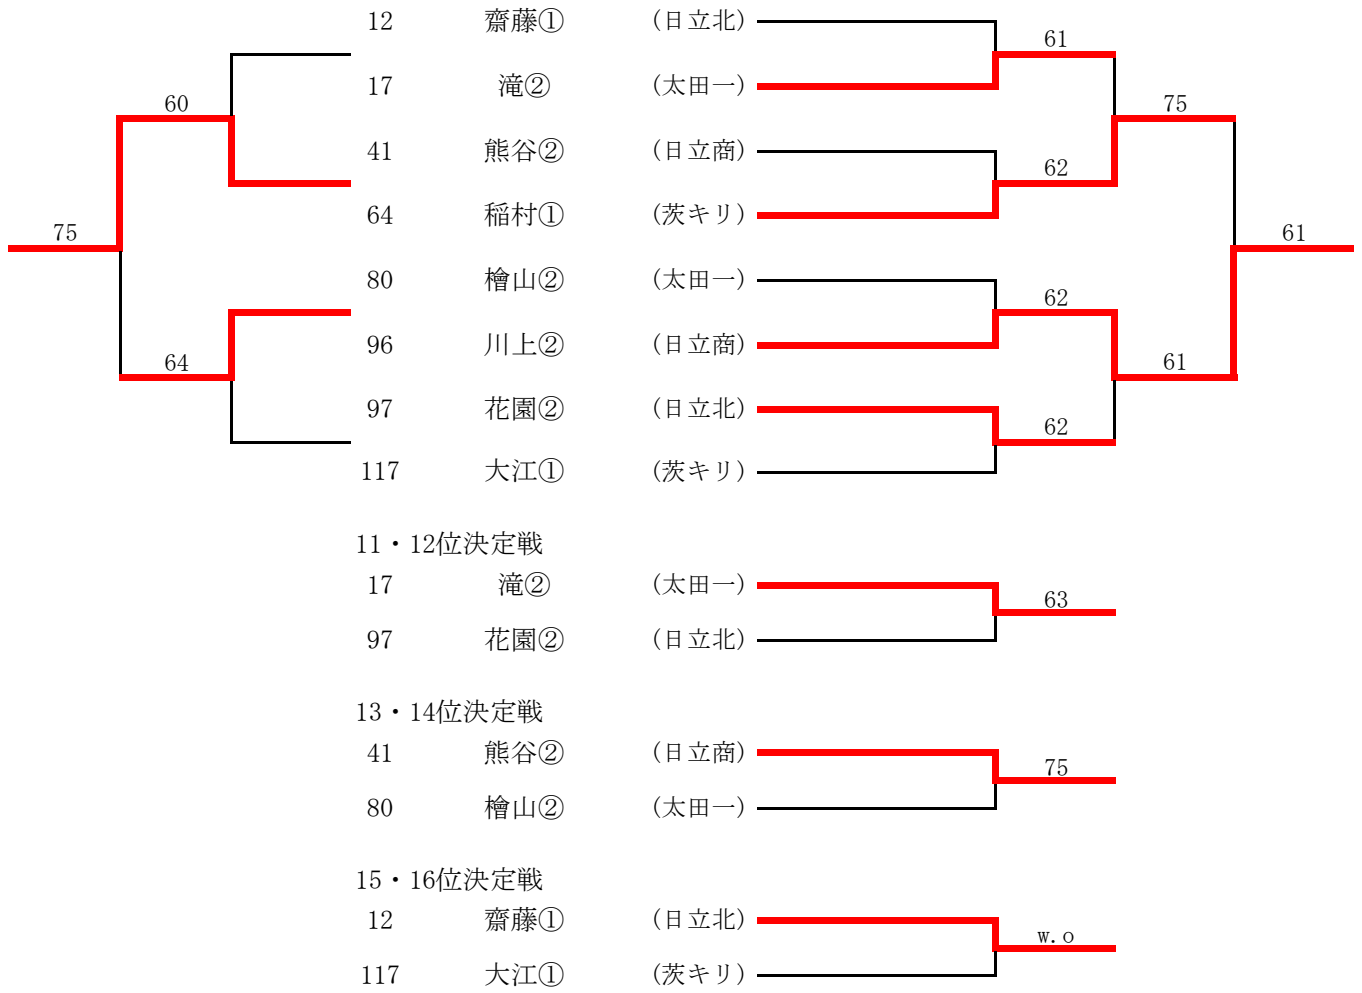 12 齋藤① (日立北)
61
17 滝② (太田一)
60 75
41 熊谷② (日立商)
62
64 稲村① (茨キリ)
75 61
80 檜山② (太田一)
62
96 川上② (日立商)
64 61
97 花園② (日立北)
62
117 大江① (茨キリ)
11・12位決定戦
17 滝② (太田一)
63
97 花園② (日立北)
13・14位決定戦
41 熊谷② (日立商)
75
80 檜山② (太田一)
15・16位決定戦
12 齋藤① (日立北)
w.o
117 大江① (茨キリ)